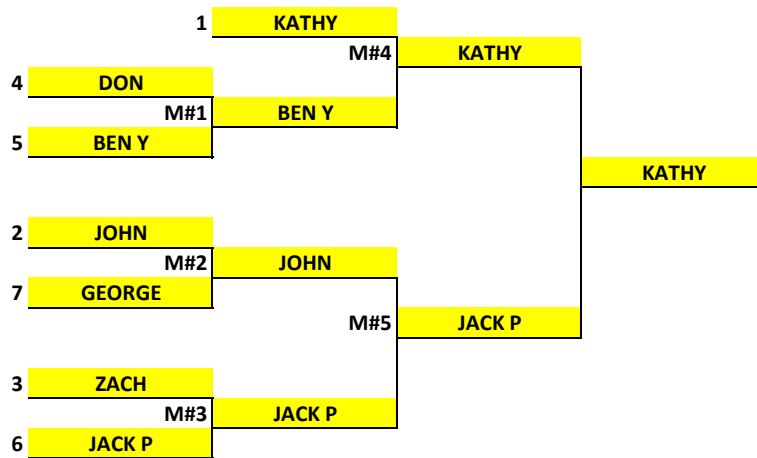 1 KATHY
M#4 KATHY
4 DON
M#1 BEN Y
5 BEN Y
KATHY
2 JOHN
M#2 JOHN
7 GEORGE
M#5 JACK P
3 ZACH
M#3 JACK P
6 JACK P